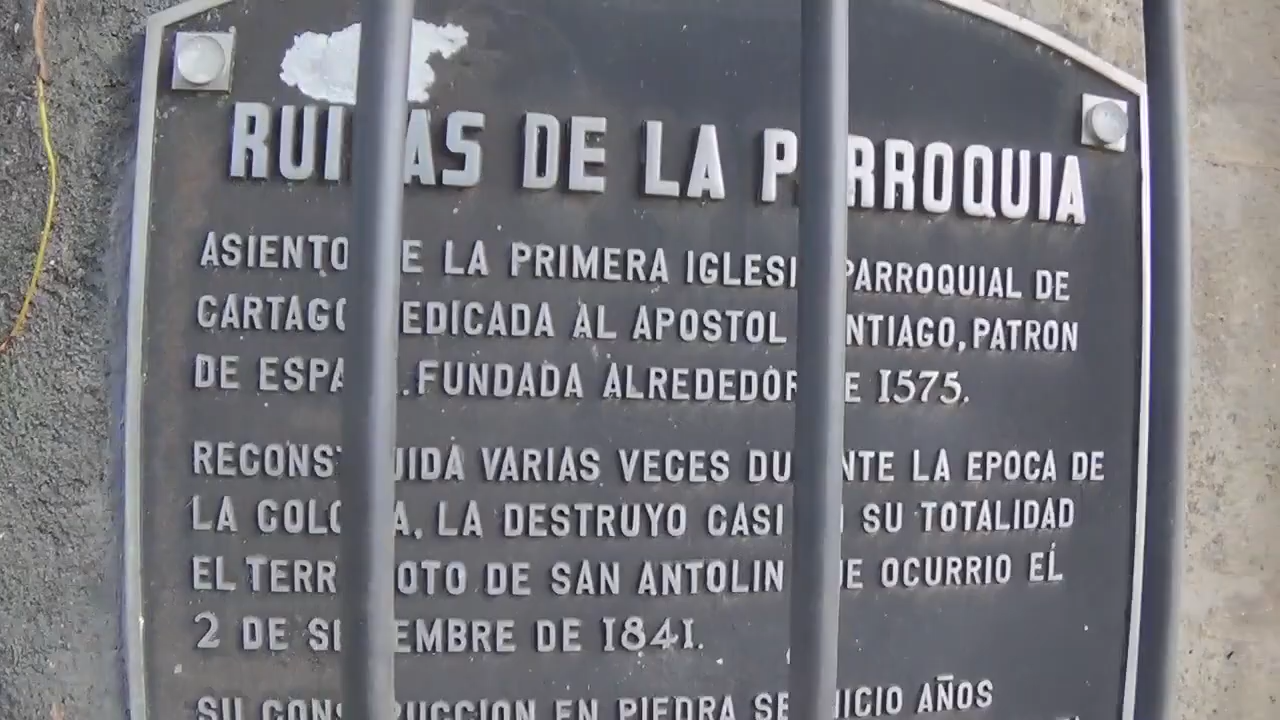 RUINAS DE LA PARROQUIA
ASIENTO DE LA PRIMERA IGLESIA PARROQUIAL DE
CARTAGO DEDICADA AL APOSTOL SANTIAGO, PATRON
DE ESPAÑA. FUNDADA ALREDEDOR DE 1575.
RECONSTRUIDA VARIAS VECES DURANTE LA EPOCA DE
LA COLONIA, LA DESTRUYO CASI EN SU TOTALIDAD
EL TERREMOTO DE SAN ANTOLIN QUE OCURRIO EL
2 DE SETIEMBRE DE 1841.
SU CONSTRUCCION EN PIEDRA SE INICIO AÑOS